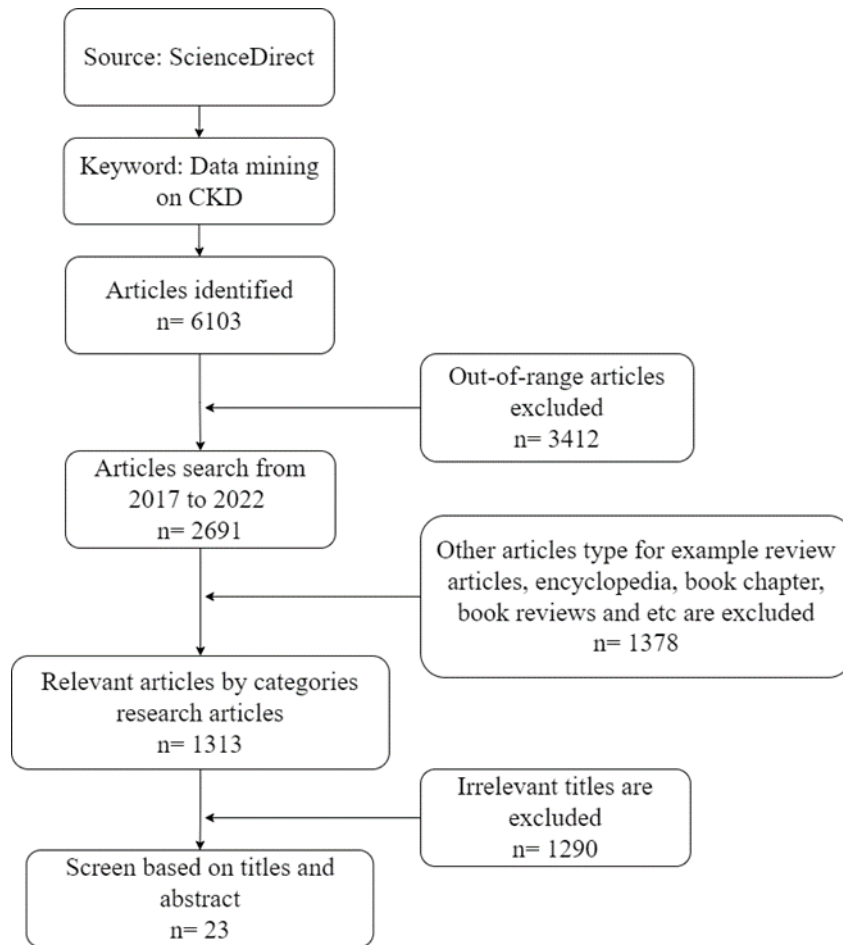 Source: ScienceDirect
Keyword: Data mining
on CKD
Articles identified
n= 6103
Out-of-range articles
excluded
n= 3412
Articles search from
2017 to 2022
n= 2691
Other articles type for example review
articles, encyclopedia, book chapter,
book reviews and etc are excluded
n= 1378
Relevant articles by categories
research articles
n= 1313
Irrelevant titles are
excluded
n= 1290
Screen based on titles and
abstract
n= 23